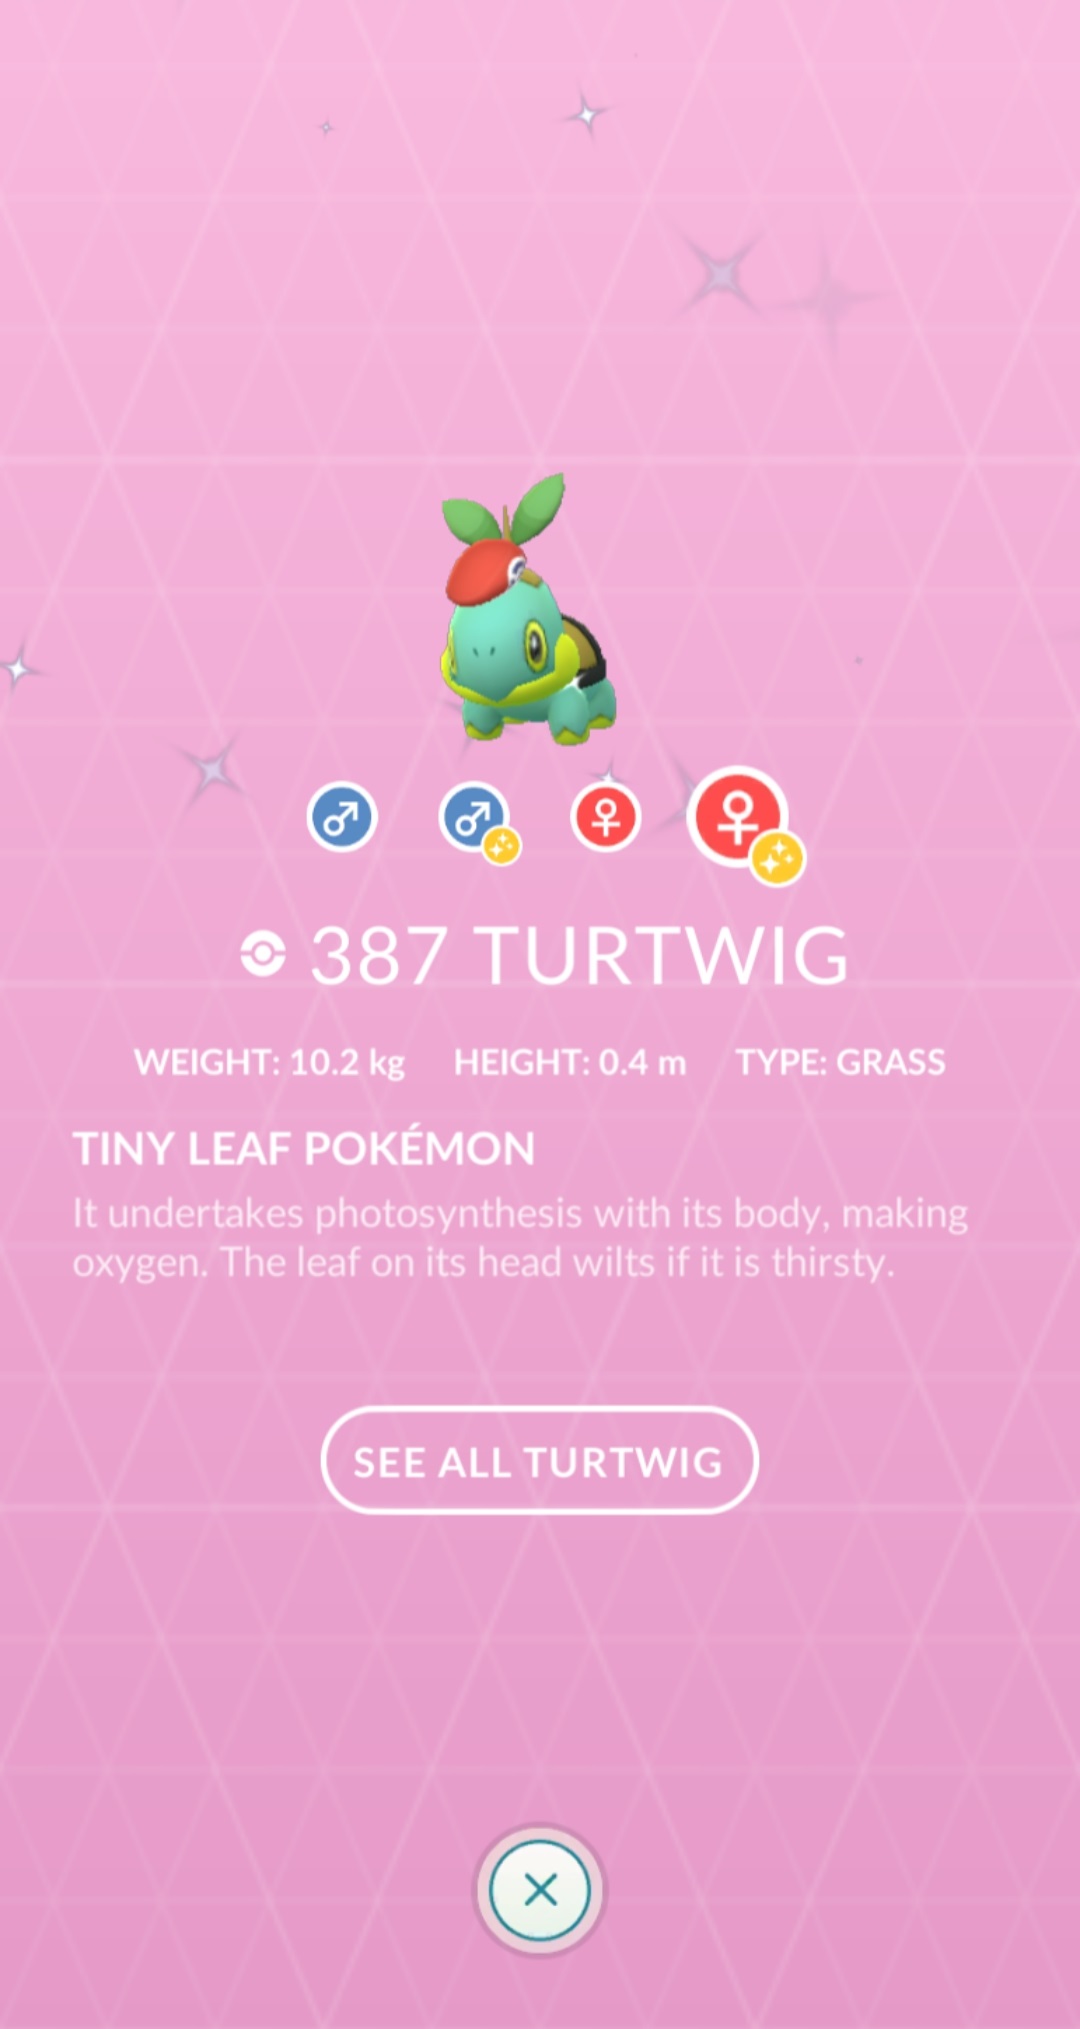 387 TURTWIG
WEIGHT: 10.2 kg HEIGHT: 0.4 m TYPE: GRASS
TINY LEAF POKÉMON
It undertakes photosynthesis with its body, making
oxygen. The leaf on its head wilts if it is thirsty.
SEE ALL TURTWIG